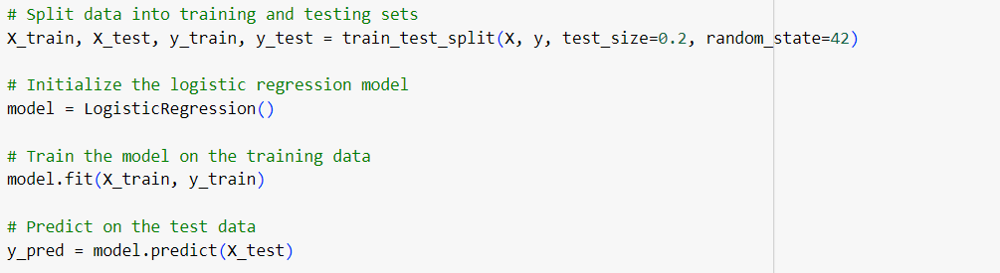 # Split data into training and testing sets
X_train, X_test, y_train, y_test = train_test_split(X, y, test_size=0.2, random_state=42)
# Initialize the logistic regression model
model = LogisticRegression()
# Train the model on the training data
model.fit(X_train, y_train)
# Predict on the test data
y_pred = model.predict(X_test)